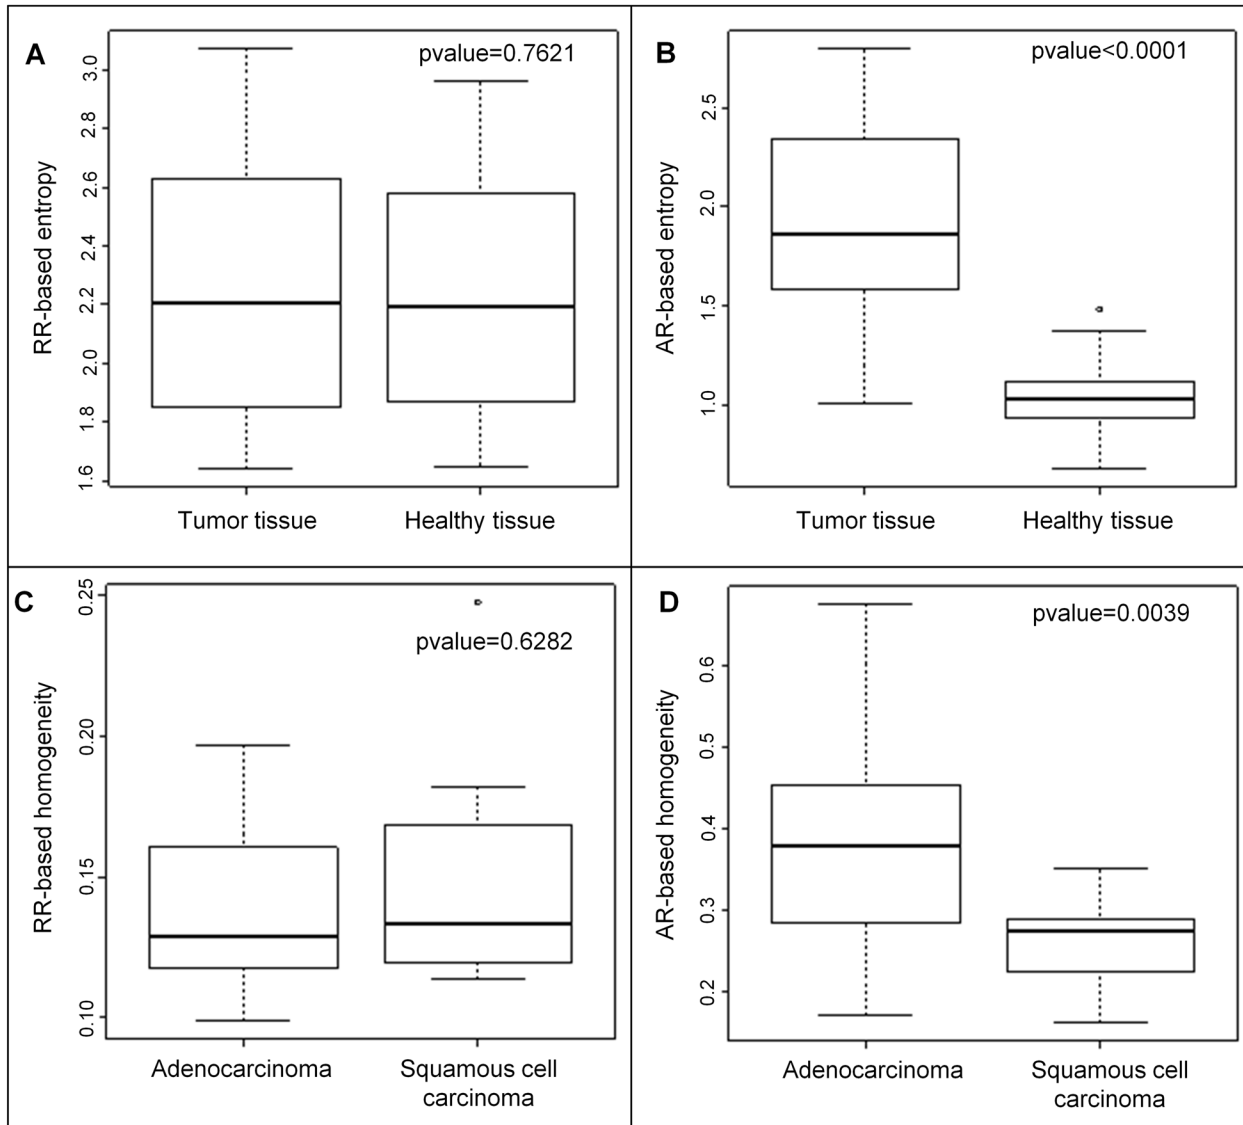 A
pvalue=0.7621
RR-based entropy
3.0
2.8
2.6
2.4
2.2
2.0
1.8
1.6
Tumor tissue
Healthy tissue
B
pvalue<0.0001
AR-based entropy
2.5
2.0
1.5
1.0
Tumor tissue
Healthy tissue
C
pvalue=0.6282
RR-based homogeneity
0.25
0.20
0.15
0.10
Adenocarcinoma
Squamous cell
carcinoma
D
pvalue=0.0039
AR-based homogeneity
0.6
0.5
0.4
0.3
0.2
Adenocarcinoma
Squamous cell
carcinoma